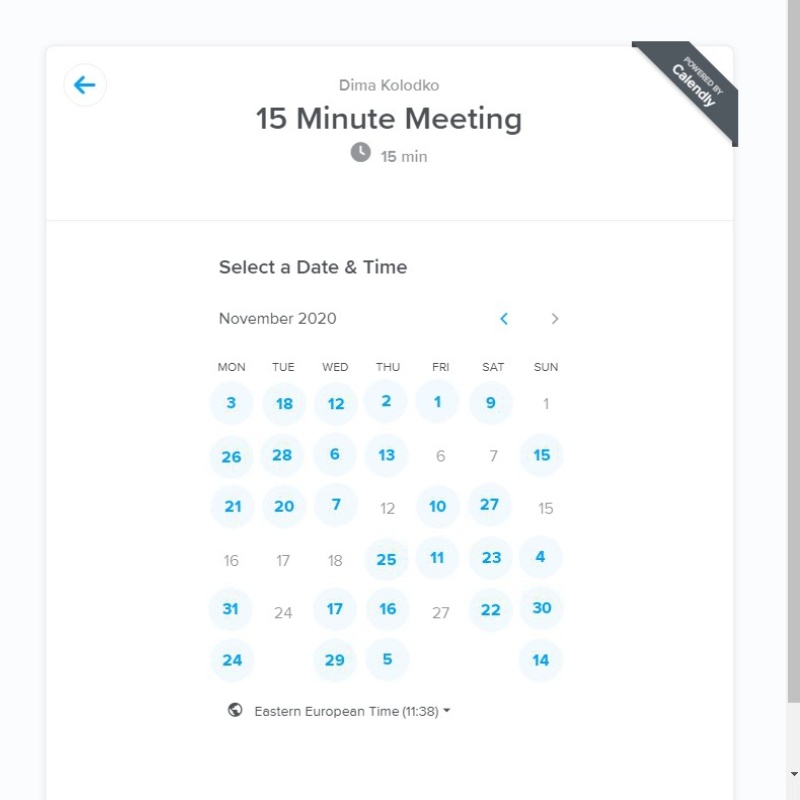 POWERED BY
Calendly
Dima Kolodko
15 Minute Meeting
15 min
Select a Date & Time
November 2020
MON TUE WED THU FRI SAT SUN
3 18 12 2 1 9 1
26 28 6 13 6 7 15
21 20 7 12 10 27 15
16 17 18 25 11 23 4
31 24 17 16 27 22 30
24 29 5 14
Eastern European Time (11:38)